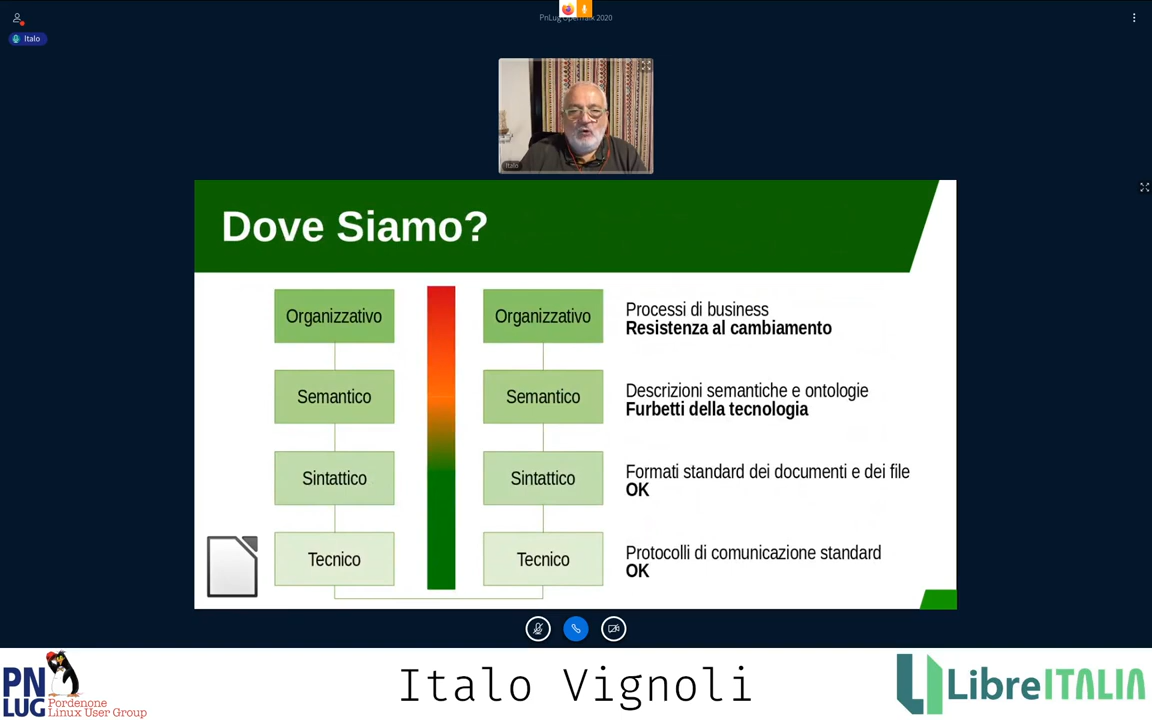 PnLug OpenTalk 2020
Italo
Italo
Dove Siamo?
Organizzativo
Organizzativo
Processi di business
Resistenza al cambiamento
Semantico
Semantico
Descrizioni semantiche e ontologie
Furbetti della tecnologia
Sintattico
Sintattico
Formati standard dei documenti e dei file
OK
Tecnico
Tecnico
Protocolli di comunicazione standard
OK
PN
LUG
Pordenone
Linux User Group
Italo Vignoli
LibreITALIA